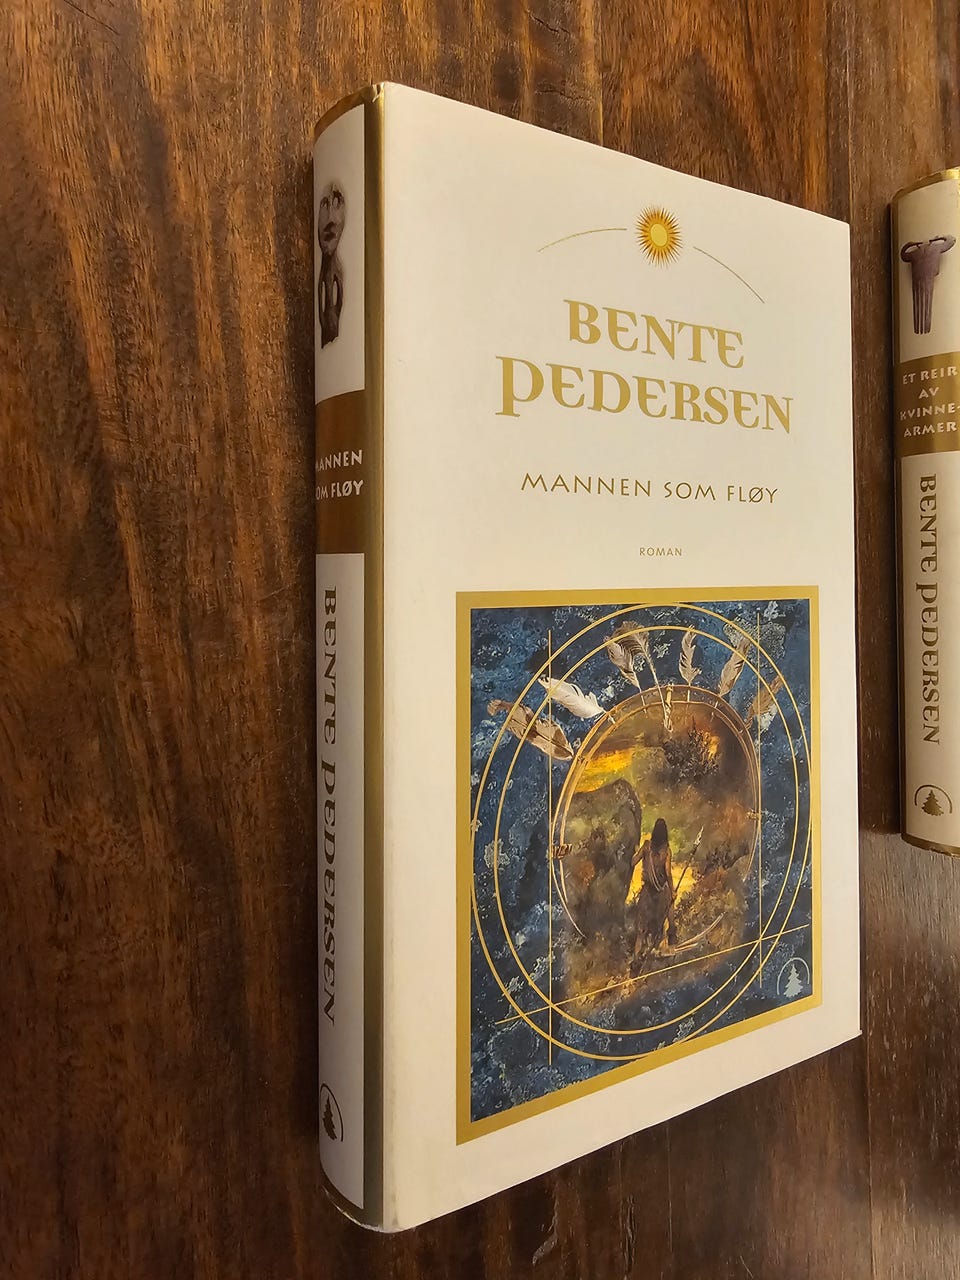 BENTE
PEDERSEN
MANNEN SOM FLØY
ROMAN
MANNEN
SOM FLØY
BENTE PEDERSEN
ET REIR
AV
KVINNE-
ARMER
BENTE PEDERSEN